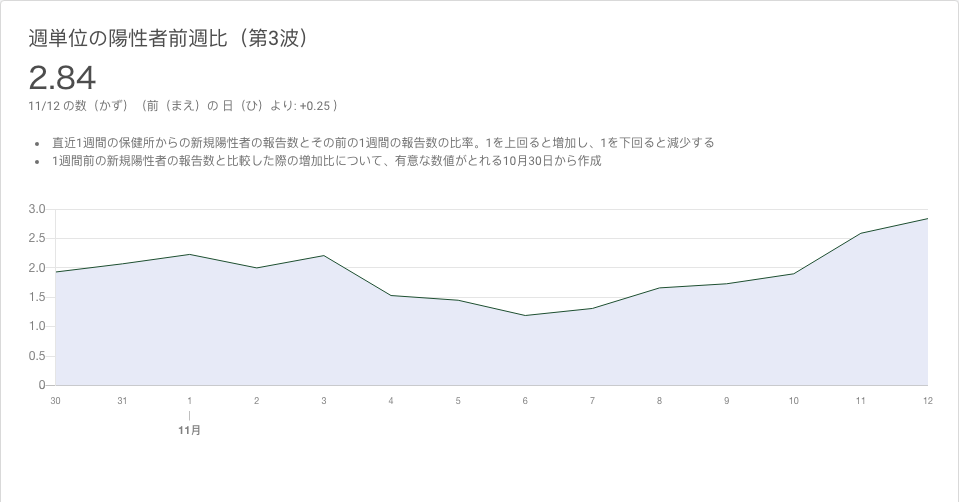 週単位の陽性者前週比（第3波）
2.84
11/12 の数（かず）（前（まえ）の 日（ひ）より: +0.25 ）
• 直近1週間の保健所からの新規陽性者の報告数とその前の1週間の報告数の比率。1を上回ると増加し、1を下回ると減少する
• 1週間前の新規陽性者の報告数と比較した際の増加比について、有意な数値がとれる10月30日から作成
3.0
2.5
2.0
1.5
1.0
0.5
0
30 31 1 2 3 4 5 6 7 8 9 10 11 12
11月